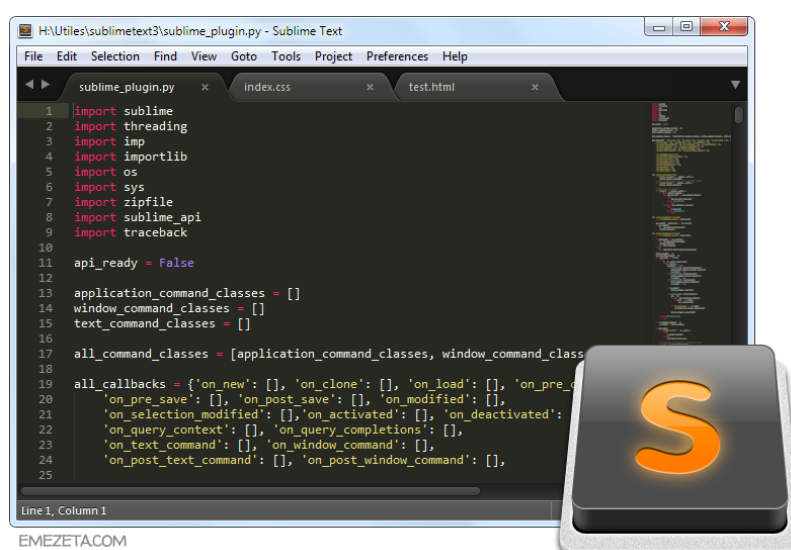 H:\Utiles\sublimetext3\sublime_plugin.py - Sublime Text
File Edit Selection Find View Goto Tools Project Preferences Help
sublime_plugin.py × index.css × test.html ×
1 import sublime
2 import threading
3 import imp
4 import importlib
5 import os
6 import sys
7 import zipfile
8 import sublime_api
9 import traceback
10
11 api_ready = False
12
13 application_command_classes = []
14 window_command_classes = []
15 text_command_classes = []
16
17 all_command_classes = [application_command_classes, window_command_clas
18
19 all_callbacks = {'on_new': [], 'on_clone': [], 'on_load': [], 'on_pre_c
20 'on_pre_save': [], 'on_post_save': [], 'on_modified': [],
21 'on_selection_modified': [],'on_activated': [], 'on_deactivated':
22 'on_query_context': [], 'on_query_completions': [],
23 'on_text_command': [], 'on_window_command': [],
24 'on_post_text_command': [], 'on_post_window_command': [],
25
Line 1, Column 1
S
EMEZETA.COM